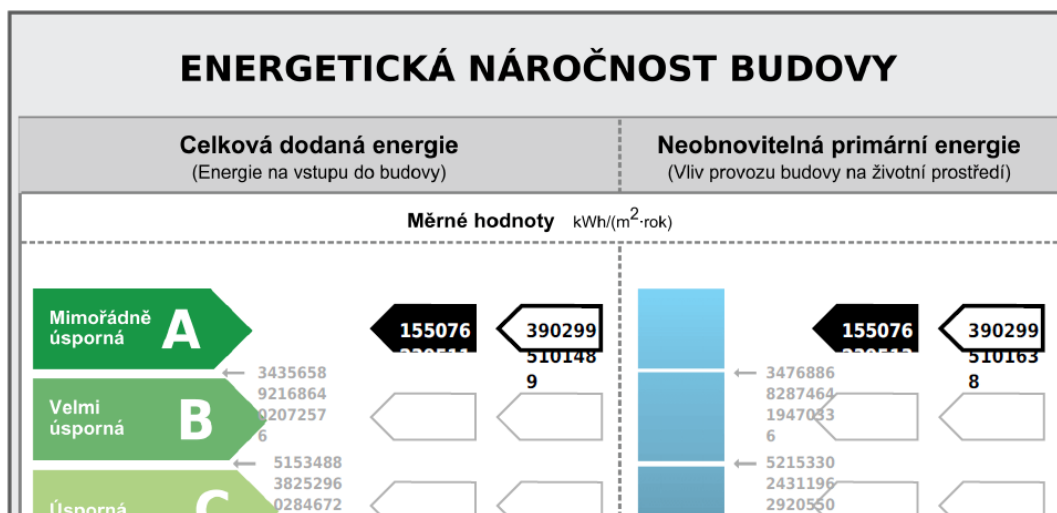 ENERGETICKÁ NÁROČNOST BUDOVY
Celková dodaná energie
(Energie na vstupu do budovy)
Neobnovitelná primární energie
(Vliv provozu budovy na životní prostředí)
Měrné hodnoty kWh/(m²·rok)
Mimořádně
úsporná
A
155076
390299
510148
9
155076
390299
510163
8
3435658
9216864
0207257
6
3476886
8287464
1947033
6
Velmi
úsporná
B
5153488
3825296
0284672
5215330
2431196
2920550
Úsporná
C